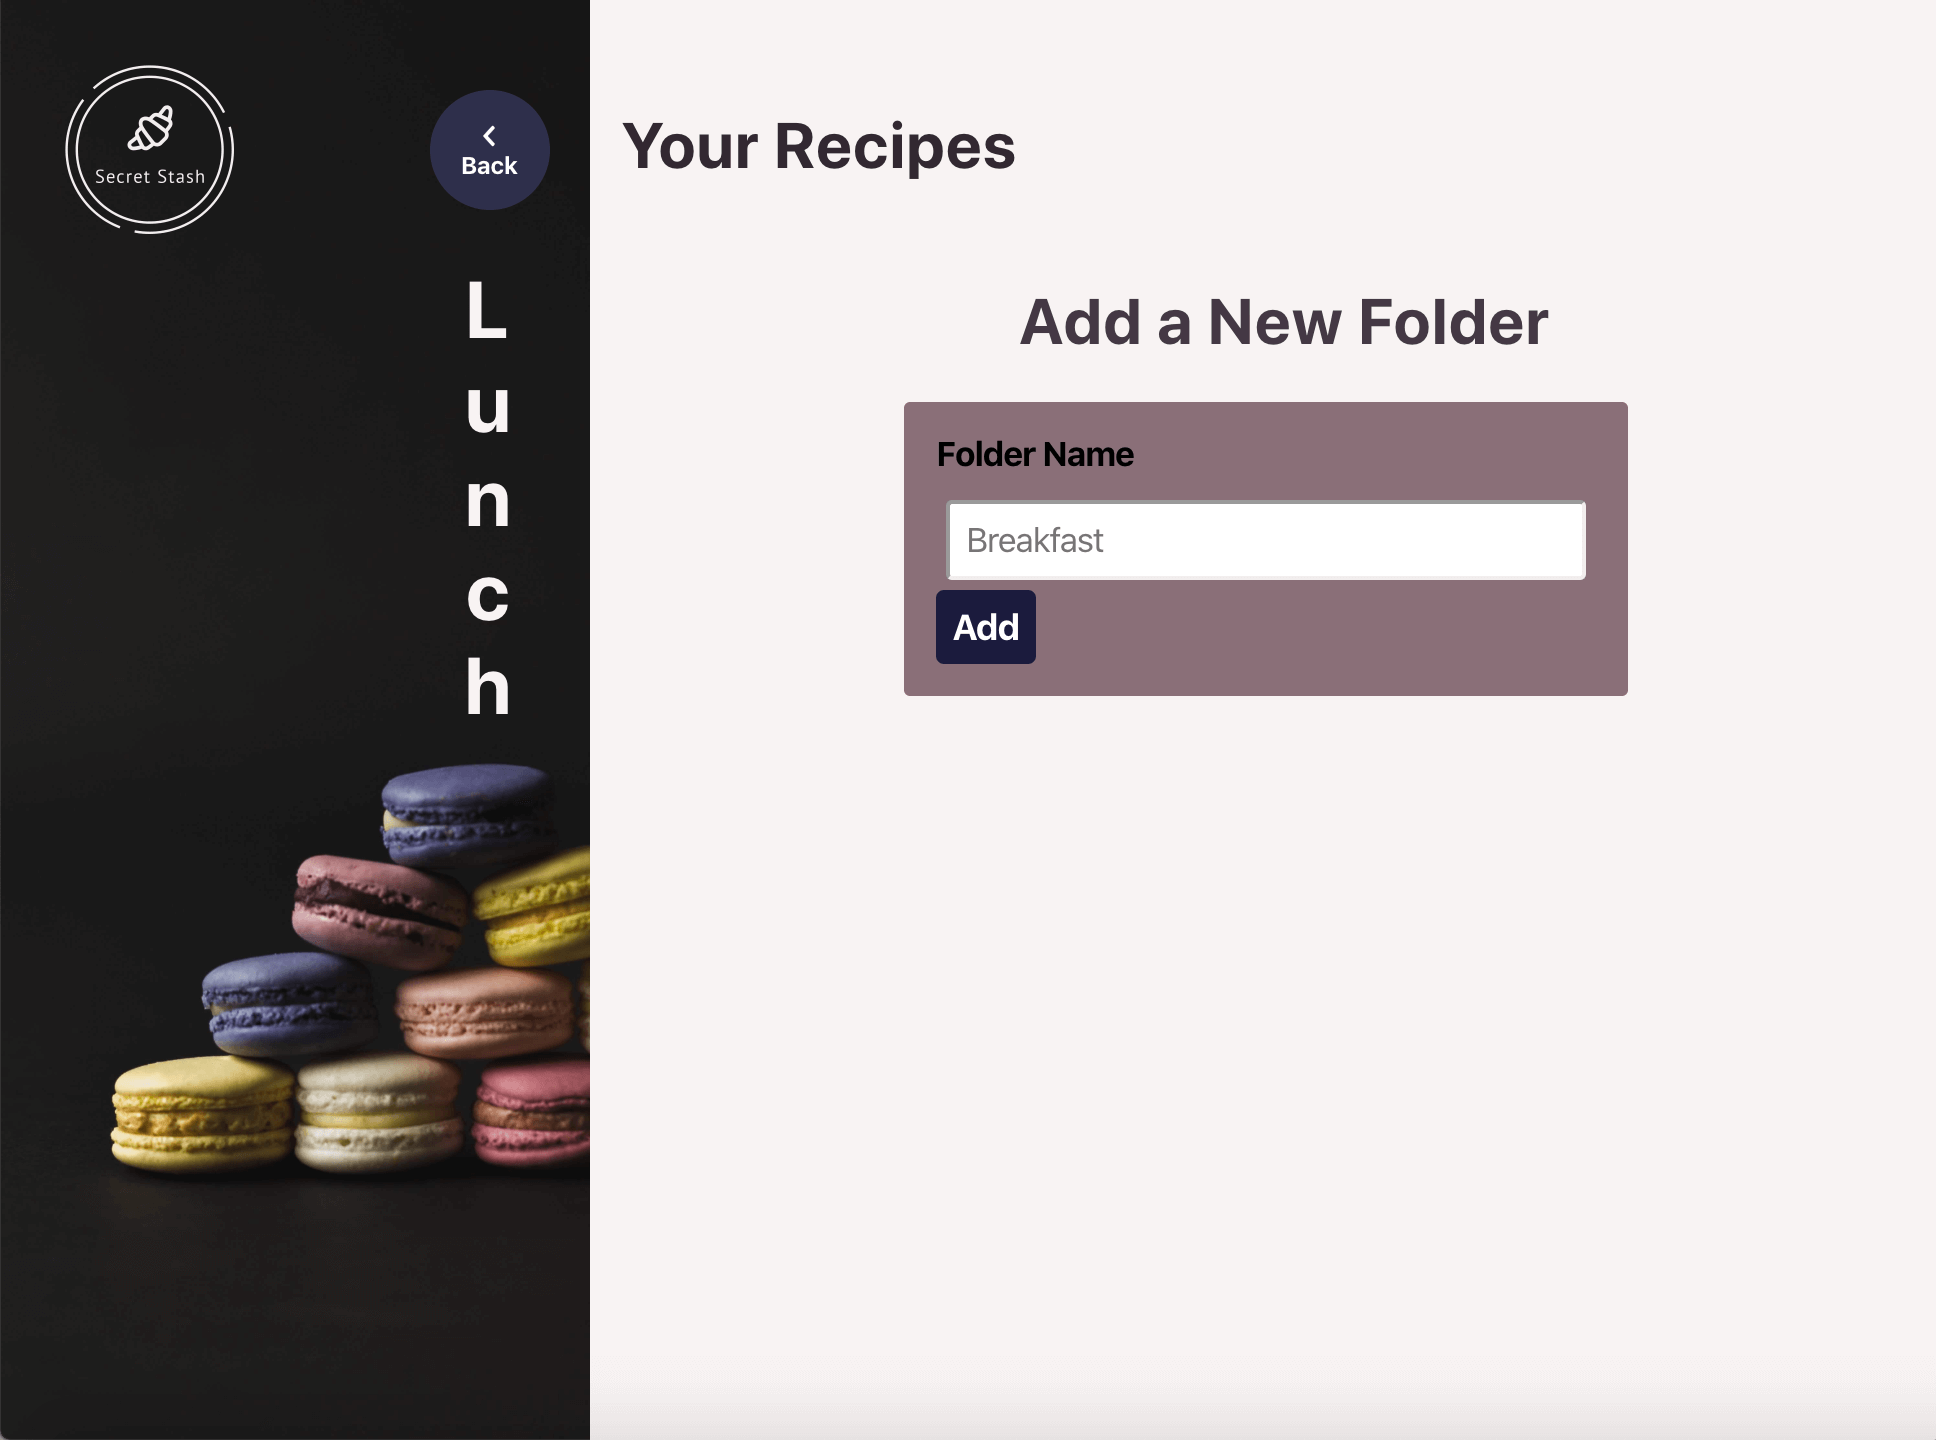 Secret Stash
Back
L
u
n
c
h
Your Recipes
Add a New Folder
Folder Name
Breakfast
Add